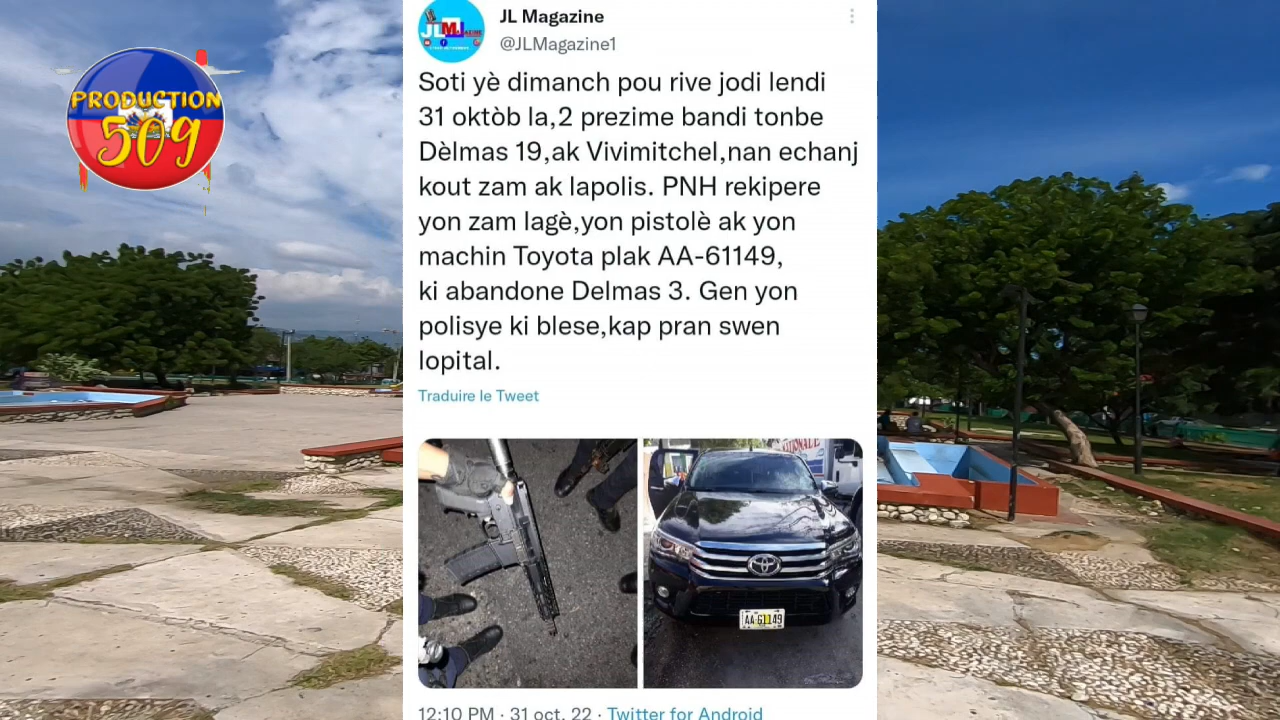 PRODUCTION
509
JL Magazine
@JLMagazine1
Soti yè dimanch pou rive jodi lendi
31 oktòb la,2 prezime bandi tonbe
Dèlmas 19,ak Vivimitchel,nan echanj
kout zam ak lapolis. PNH rekipere
yon zam lagè,yon pistolè ak yon
machin Toyota plak AA-61149,
ki abandone Delmas 3. Gen yon
polisye ki blese,kap pran swen
lopital.
Traduire le Tweet
AA-61149
12:10 PM · 31 oct. 22 · Twitter for Android